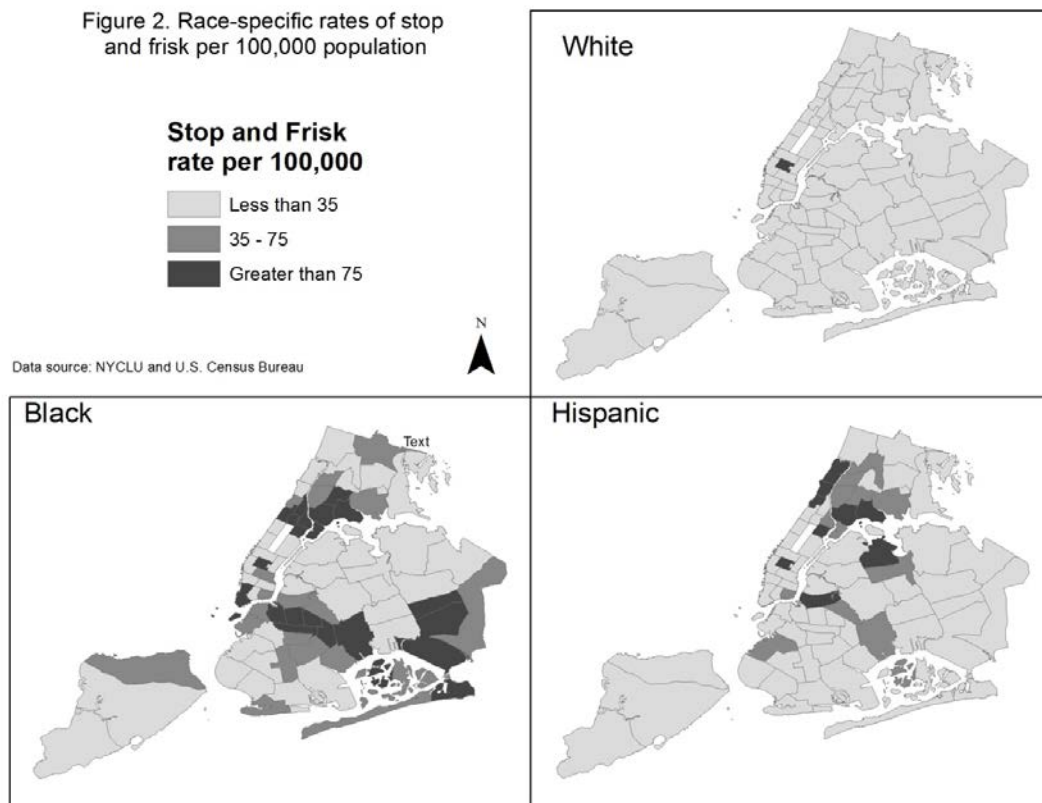 Figure 2. Race-specific rates of stop
and frisk per 100,000 population
Stop and Frisk
rate per 100,000
Less than 35
35 - 75
Greater than 75
N
Data source: NYCLU and U.S. Census Bureau
White
Black
Text
Hispanic